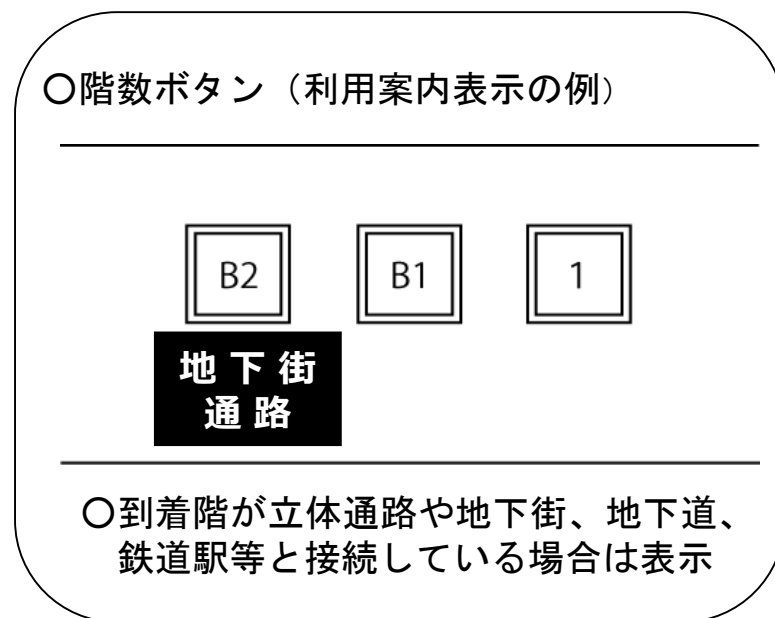 〇階数ボタン（利用案内表示の例）
B2 B1 1
地下街
通路
〇到着階が立体通路や地下街、地下道、
鉄道駅等と接続している場合は表示